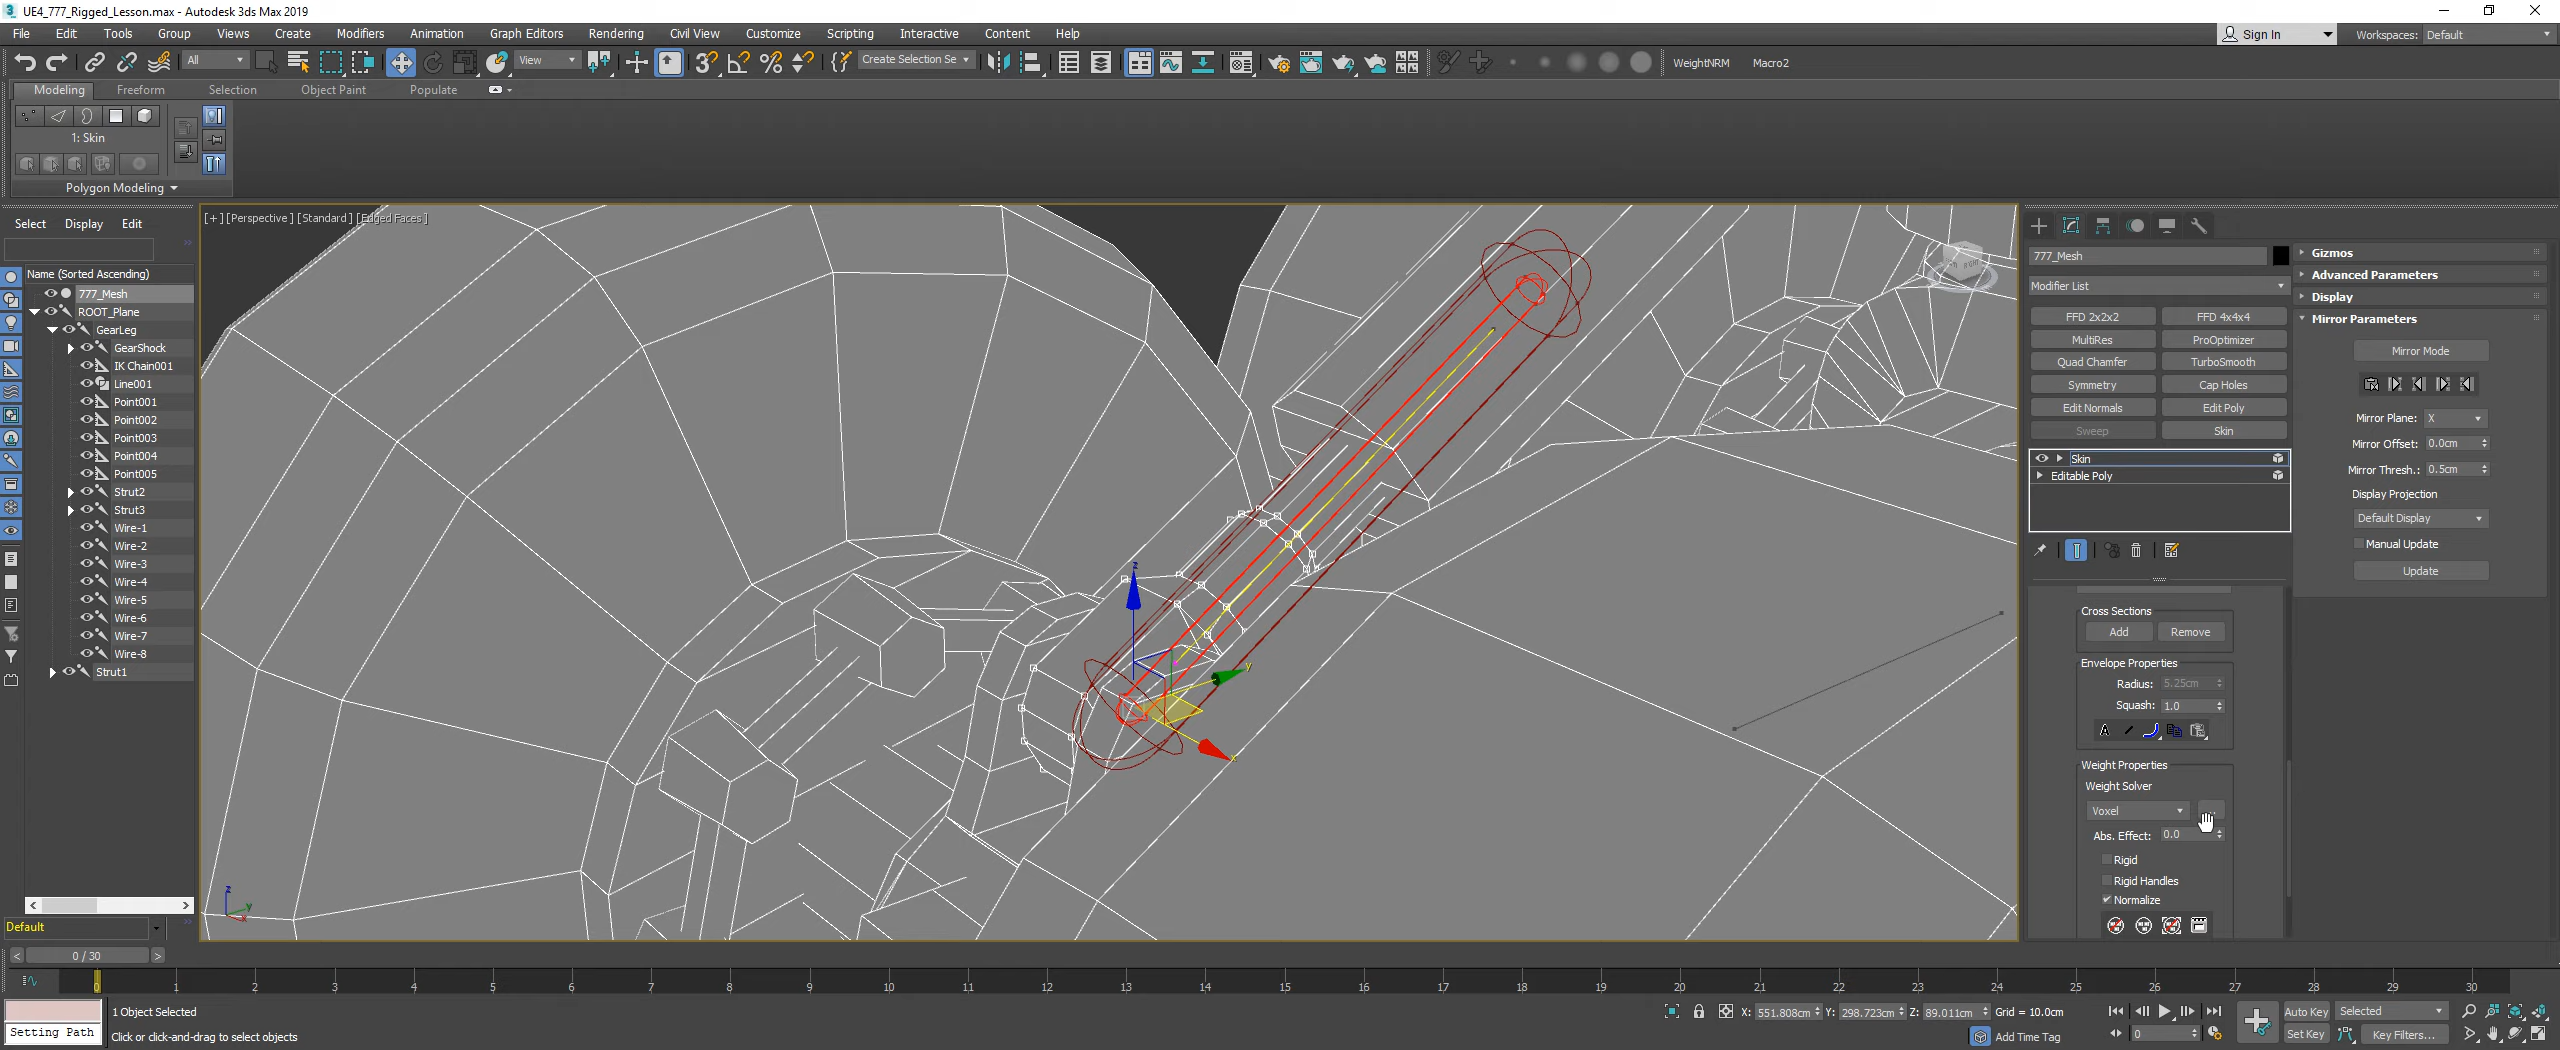 UE4_777_Rigged_Lesson.max - Autodesk 3ds Max 2019
File Edit Tools Group Views Create Modifiers Animation Graph Editors Rendering Civil View Customize Scripting Interactive Content Help
Sign In Workspaces: Default
All View Create Selection Se WeightNRM Macro2
Modeling Freeform Selection Object Paint Populate
1: Skin
Polygon Modeling
Select Display Edit
[+] [Perspective ] [Standard ] [Edged Faces ]
Name (Sorted Ascending)
777_Mesh
ROOT_Plane
GearLeg
GearShock
IK Chain001
Line001
Point001
Point002
Point003
Point004
Point005
Strut2
Strut3
Wire-1
Wire-2
Wire-3
Wire-4
Wire-5
Wire-6
Wire-7
Wire-8
Strut1
Default
z
y
x
z
y
x
777_Mesh
Modifier List
FFD 2x2x2 FFD 4x4x4
MultiRes ProOptimizer
Quad Chamfer TurboSmooth
Symmetry Cap Holes
Edit Normals Edit Poly
Sweep Skin
Skin
Editable Poly
Cross Sections
Add Remove
Envelope Properties
Radius: 5.25cm
Squash: 1.0
A
Weight Properties
Weight Solver
Voxel
Abs. Effect: 0.0
Rigid
Rigid Handles
Normalize
Gizmos
Advanced Parameters
Display
Mirror Parameters
Mirror Mode
Mirror Plane: X
Mirror Offset: 0.0cm
Mirror Thresh.: 0.5cm
Display Projection
Default Display
Manual Update
Update
< 0 / 30 >
0 1 2 3 4 5 6 7 8 9 10 11 12 13 14 15 16 17 18 19 20 21 22 23 24 25 26 27 28 29 30
Setting Path
1 Object Selected
Click or click-and-drag to select objects
X: 551.808cm Y: 298.723cm Z: 89.011cm Grid = 10.0cm
Add Time Tag
0
Auto Key Selected
Set Key Key Filters...